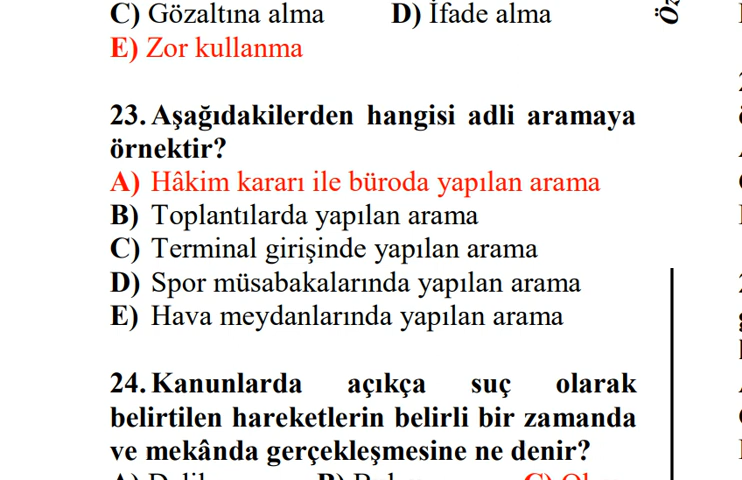 C) Gözaltına alma D) İfade alma
E) Zor kullanma
23. Aşağıdakilerden hangisi adli aramaya
örnektir?
A) Hâkim kararı ile büroda yapılan arama
B) Toplantılarda yapılan arama
C) Terminal girişinde yapılan arama
D) Spor müsabakalarında yapılan arama
E) Hava meydanlarında yapılan arama
24. Kanunlarda açıkça suç olarak
belirtilen hareketlerin belirli bir zamanda
ve mekânda gerçekleşmesine ne denir?